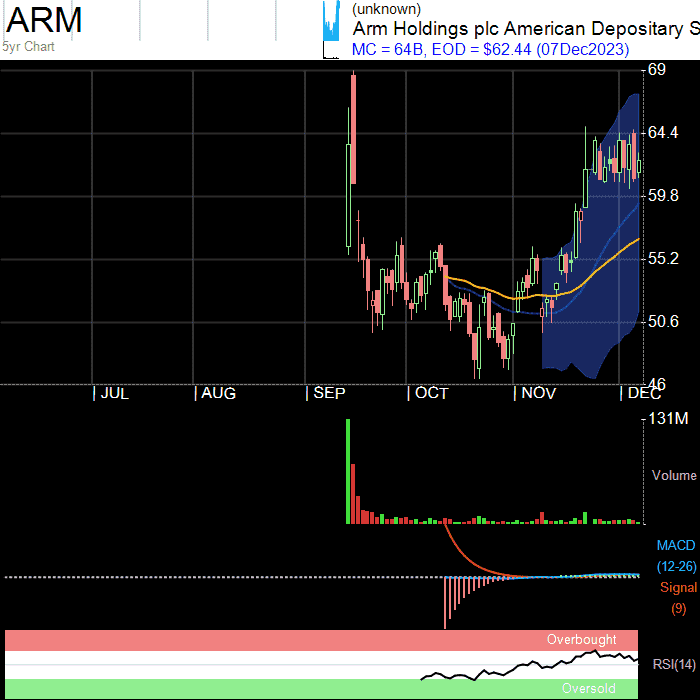 ARM
5yr Chart
(unknown)
Arm Holdings plc American Depositary S
MC = 64B, EOD = $62.44 (07Dec2023)
69
64.4
59.8
55.2
50.6
46
JUL
AUG
SEP
OCT
NOV
DEC
131M
Volume
MACD
(12-26)
Signal
(9)
Overbought
RSI(14)
Oversold